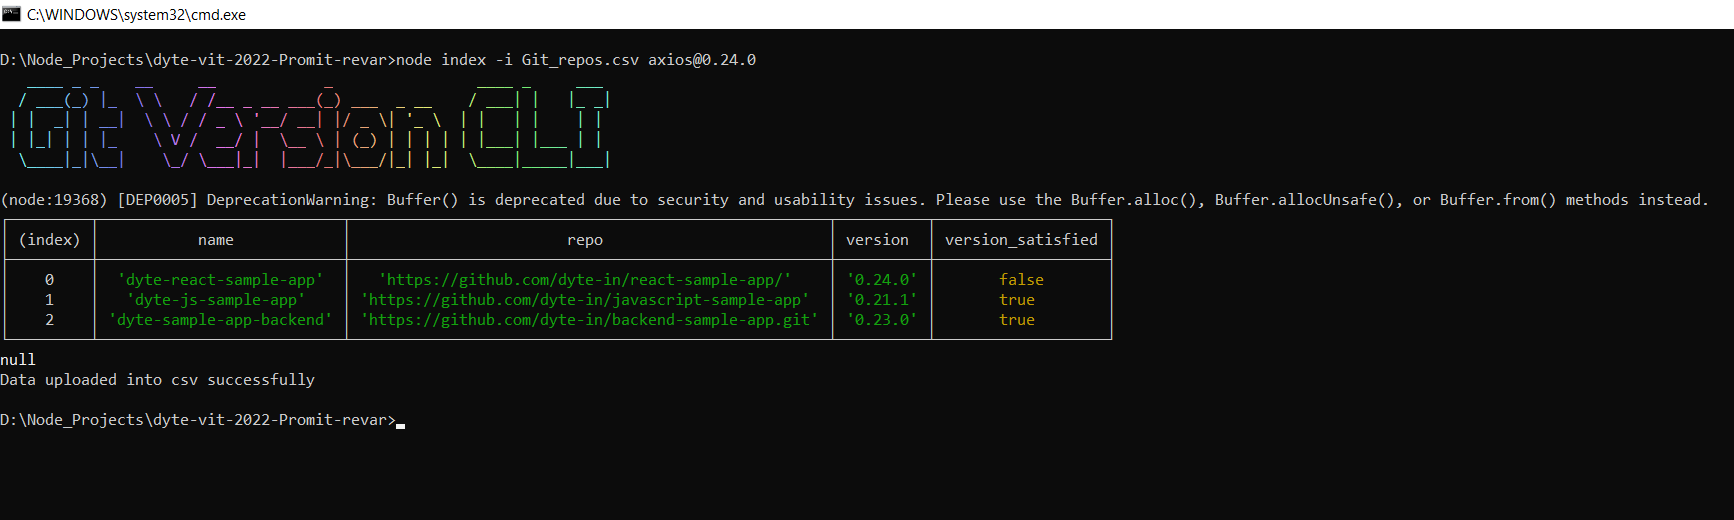 C:\WINDOWS\system32\cmd.exe
D:\Node_Projects\dyte-vit-2022-Promit-revar>node index -i Git_repos.csv axios@0.24.0
Git Version CLI
(node:19368) [DEP0005] DeprecationWarning: Buffer() is deprecated due to security and usability issues. Please use the Buffer.alloc(), Buffer.allocUnsafe(), or Buffer.from() methods instead.
(index) name repo version version_satisfied
0 'dyte-react-sample-app' 'https://github.com/dyte-in/react-sample-app/' '0.24.0' false
1 'dyte-js-sample-app' 'https://github.com/dyte-in/javascript-sample-app' '0.21.1' true
2 'dyte-sample-app-backend' 'https://github.com/dyte-in/backend-sample-app.git' '0.23.0' true
null
Data uploaded into csv successfully
D:\Node_Projects\dyte-vit-2022-Promit-revar>